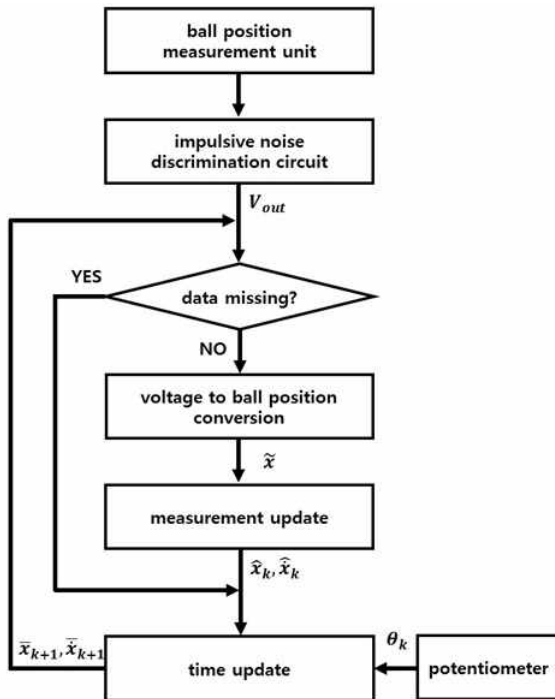 ball position
measurement unit
impulsive noise
discrimination circuit
V_out
YES
data missing?
NO
voltage to ball position
conversion
x̃
measurement update
x̂_k, ẋ̂_k
x̄_{k+1}, ẋ̄_{k+1}
θ_k
time update
potentiometer